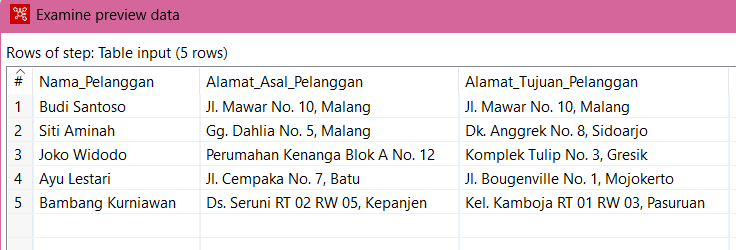 Examine preview data
Rows of step: Table input (5 rows)
# Nama_Pelanggan Alamat_Asal_Pelanggan Alamat_Tujuan_Pelanggan
1 Budi Santoso Jl. Mawar No. 10, Malang Jl. Mawar No. 10, Malang
2 Siti Aminah Gg. Dahlia No. 5, Malang Dk. Anggrek No. 8, Sidoarjo
3 Joko Widodo Perumahan Kenanga Blok A No. 12 Komplek Tulip No. 3, Gresik
4 Ayu Lestari Jl. Cempaka No. 7, Batu Jl. Bougenville No. 1, Mojokerto
5 Bambang Kurniawan Ds. Seruni RT 02 RW 05, Kepanjen Kel. Kamboja RT 01 RW 03, Pasuruan